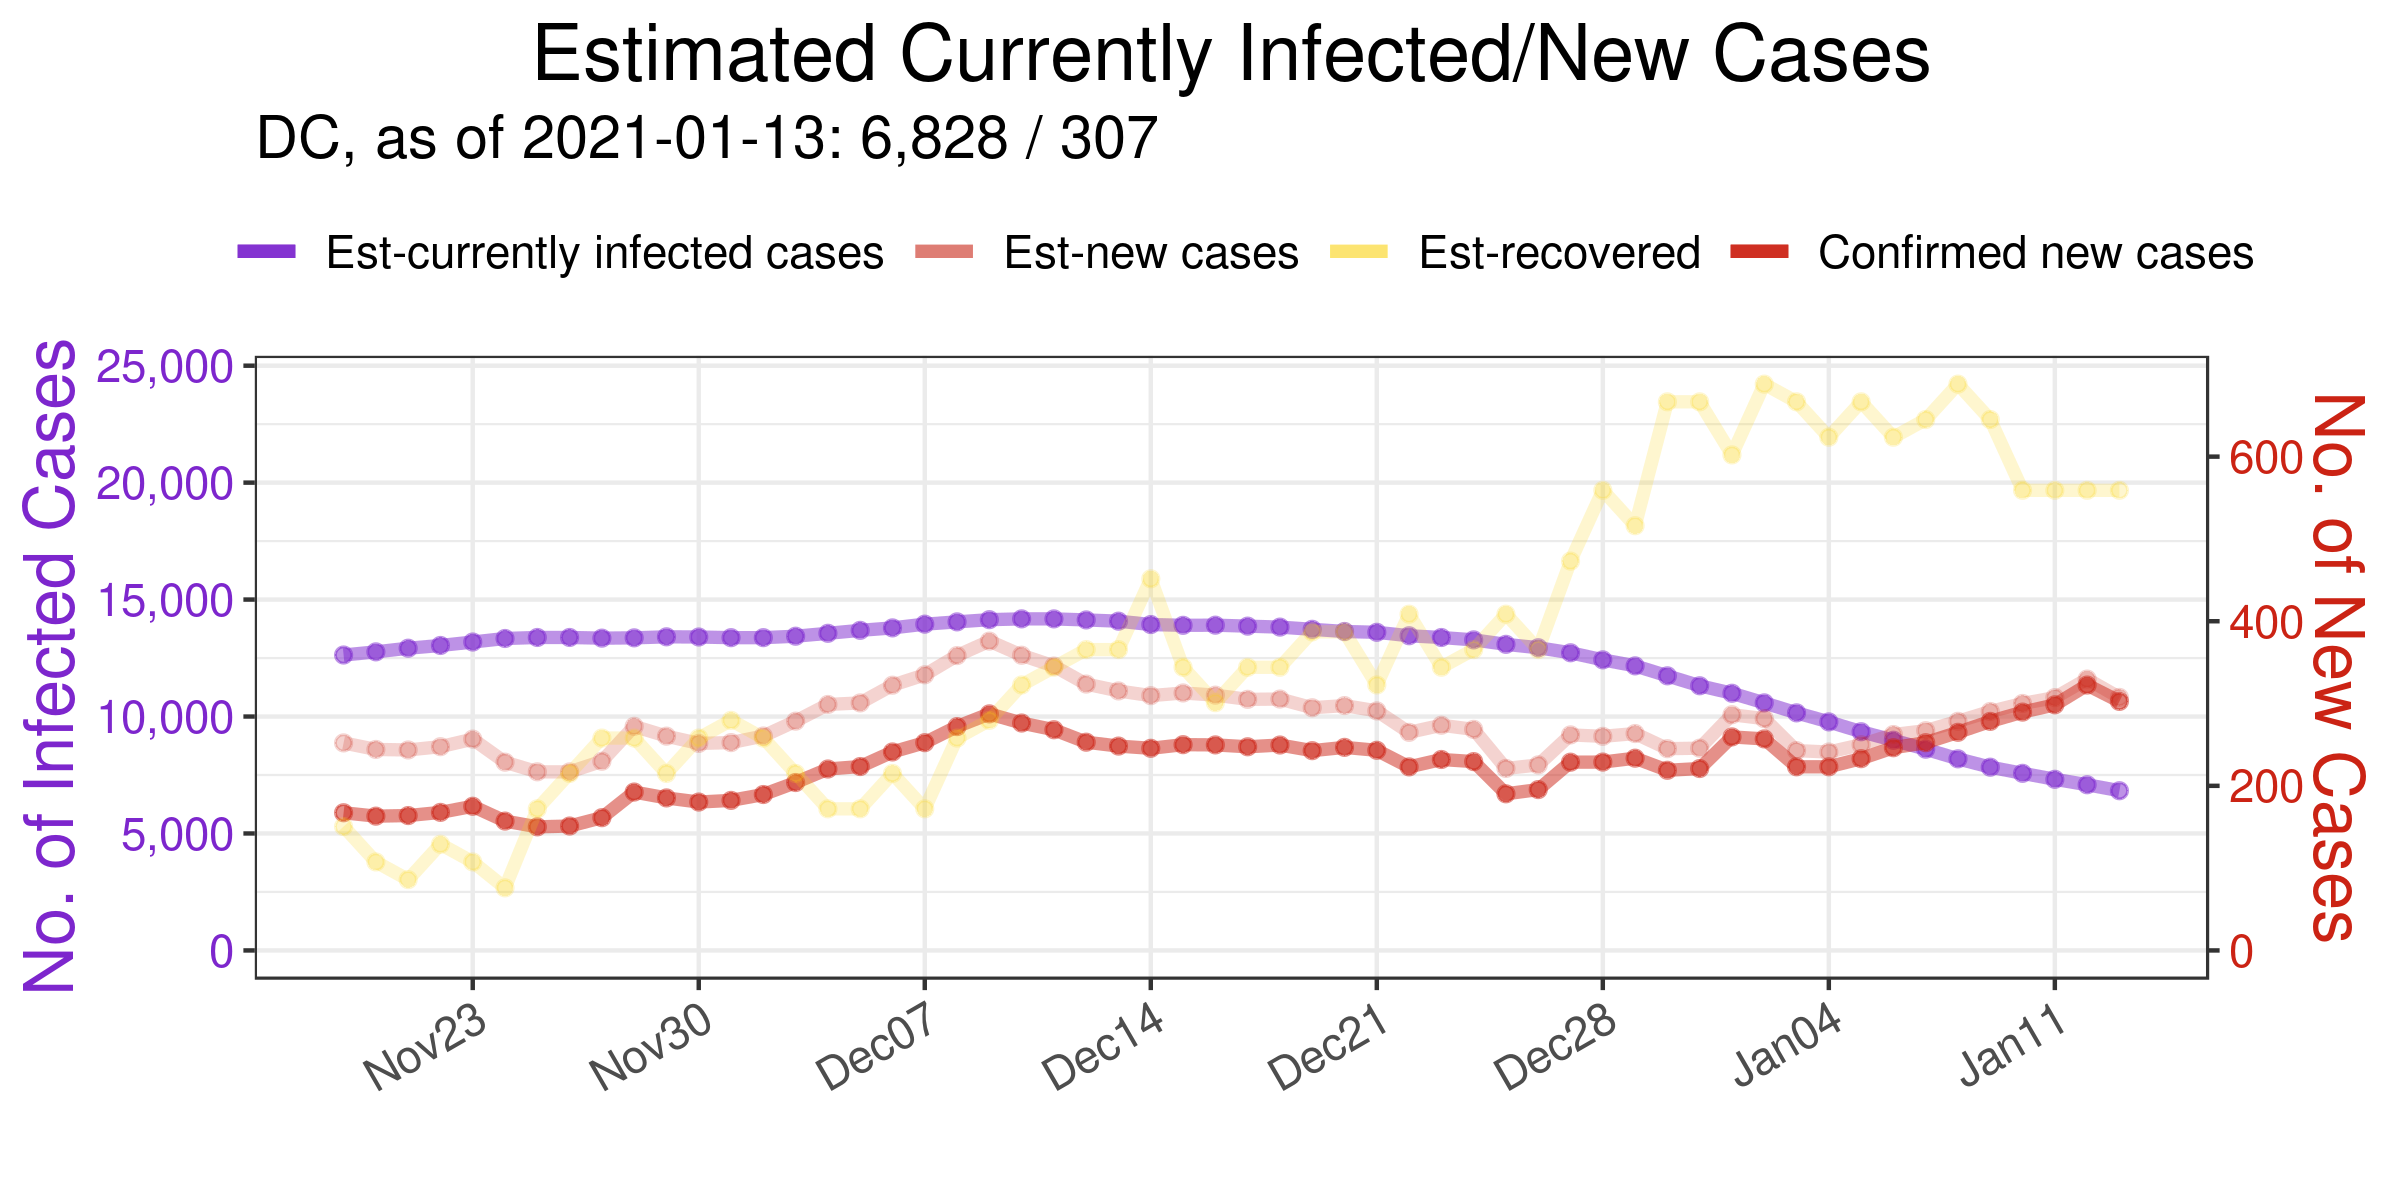 Estimated Currently Infected/New Cases
DC, as of 2021-01-13: 6,828 / 307
Est-currently infected cases Est-new cases Est-recovered Confirmed new cases
No. of Infected Cases
25,000
20,000
15,000
10,000
5,000
0
No. of New Cases
600
400
200
0
Nov23 Nov30 Dec07 Dec14 Dec21 Dec28 Jan04 Jan11